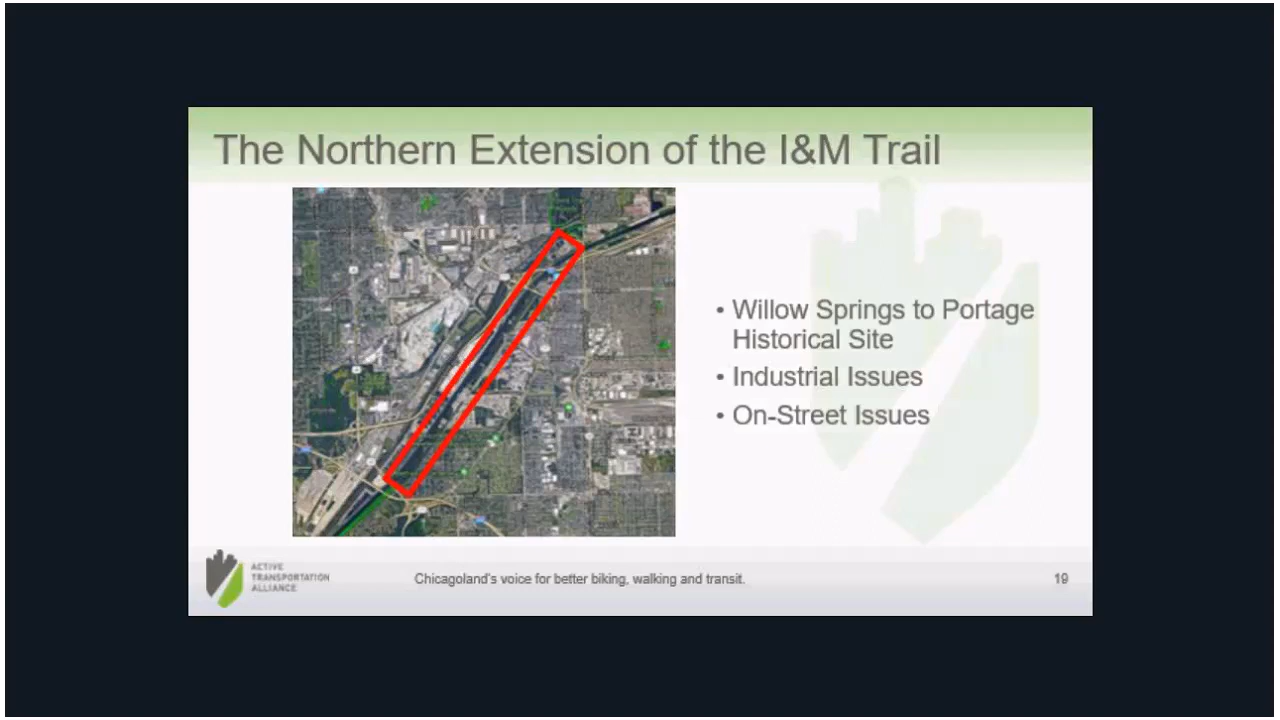 The Northern Extension of the I&M Trail
• Willow Springs to Portage
Historical Site
• Industrial Issues
• On-Street Issues
ACTIVE
TRANSPORTATION
ALLIANCE
Chicagoland's voice for better biking, walking and transit.
19